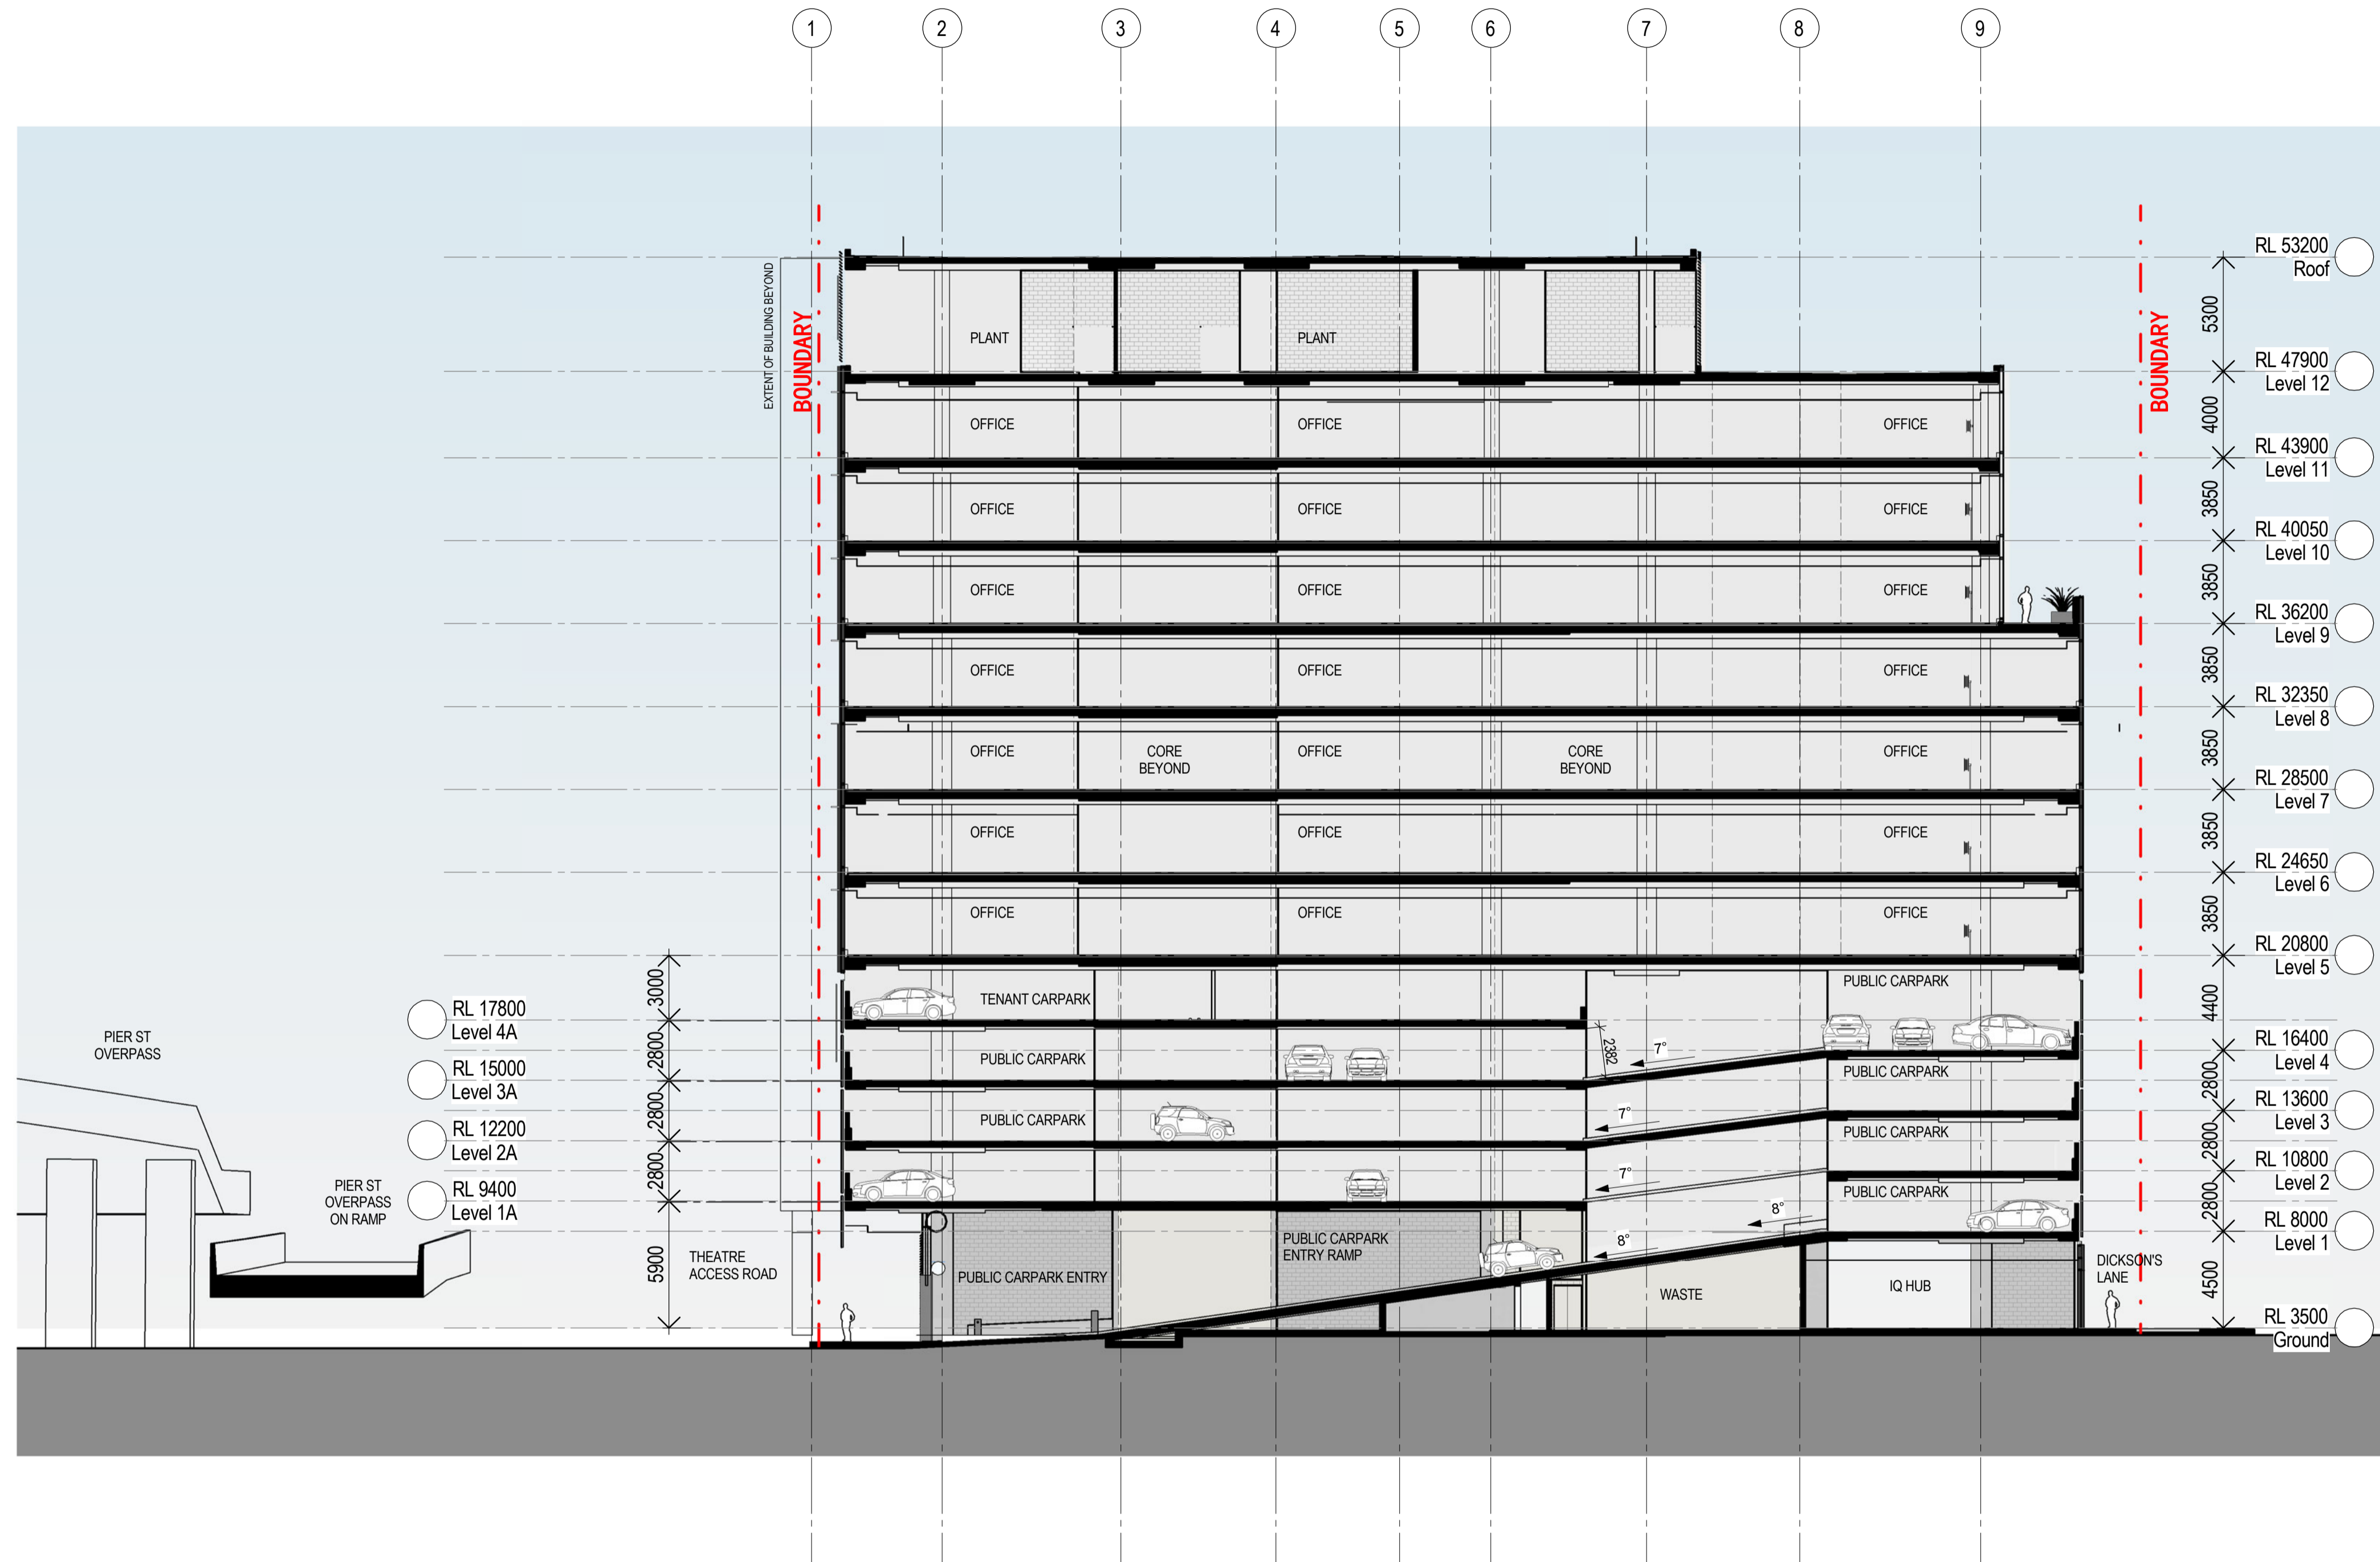 1 2 3 4 5 6 7 8 9
EXTENT OF BUILDING BEYOND
BOUNDARY
BOUNDARY
RL 53200
Roof
5300
PLANT PLANT
RL 47900
Level 12
4000
OFFICE OFFICE OFFICE
RL 43900
Level 11
3850
OFFICE OFFICE OFFICE
RL 40050
Level 10
3850
OFFICE OFFICE OFFICE
RL 36200
Level 9
3850
OFFICE OFFICE OFFICE
RL 32350
Level 8
3850
OFFICE CORE OFFICE CORE OFFICE
BEYOND BEYOND
RL 28500
Level 7
3850
OFFICE OFFICE OFFICE
RL 24650
Level 6
3850
OFFICE OFFICE OFFICE
RL 20800
Level 5
3000
PUBLIC CARPARK
4400
TENANT CARPARK
RL 17800
Level 4A
PIER ST
OVERPASS
2800
PUBLIC CARPARK
2382
7°
RL 16400
Level 4
RL 15000
Level 3A
PUBLIC CARPARK
2800
2800
PUBLIC CARPARK
7°
RL 13600
Level 3
RL 12200
Level 2A
PUBLIC CARPARK
2800
2800
7°
RL 10800
Level 2
PIER ST
OVERPASS
ON RAMP
RL 9400
Level 1A
PUBLIC CARPARK
2800
8°
RL 8000
Level 1
5900
THEATRE
ACCESS ROAD
PUBLIC CARPARK ENTRY
PUBLIC CARPARK
ENTRY RAMP
8°
WASTE
IQ HUB
DICKSON'S
LANE
4500
RL 3500
Ground